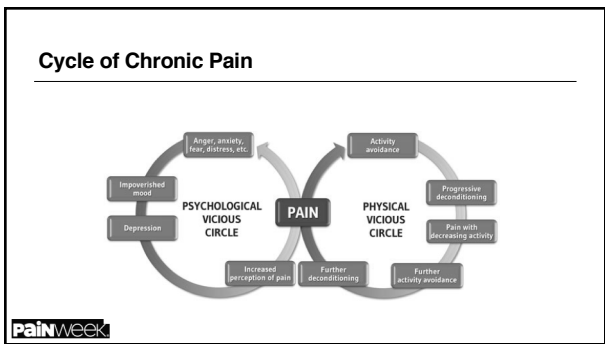 Cycle of Chronic Pain
Anger, anxiety,
fear, distress, etc.
Impoverished
mood
Depression
PSYCHOLOGICAL
VICIOUS
CIRCLE
Increased
perception of pain
PAIN
Activity
avoidance
PHYSICAL
VICIOUS
CIRCLE
Progressive
deconditioning
Pain with
decreasing activity
Further
activity avoidance
Further
deconditioning
PaiNWeek.